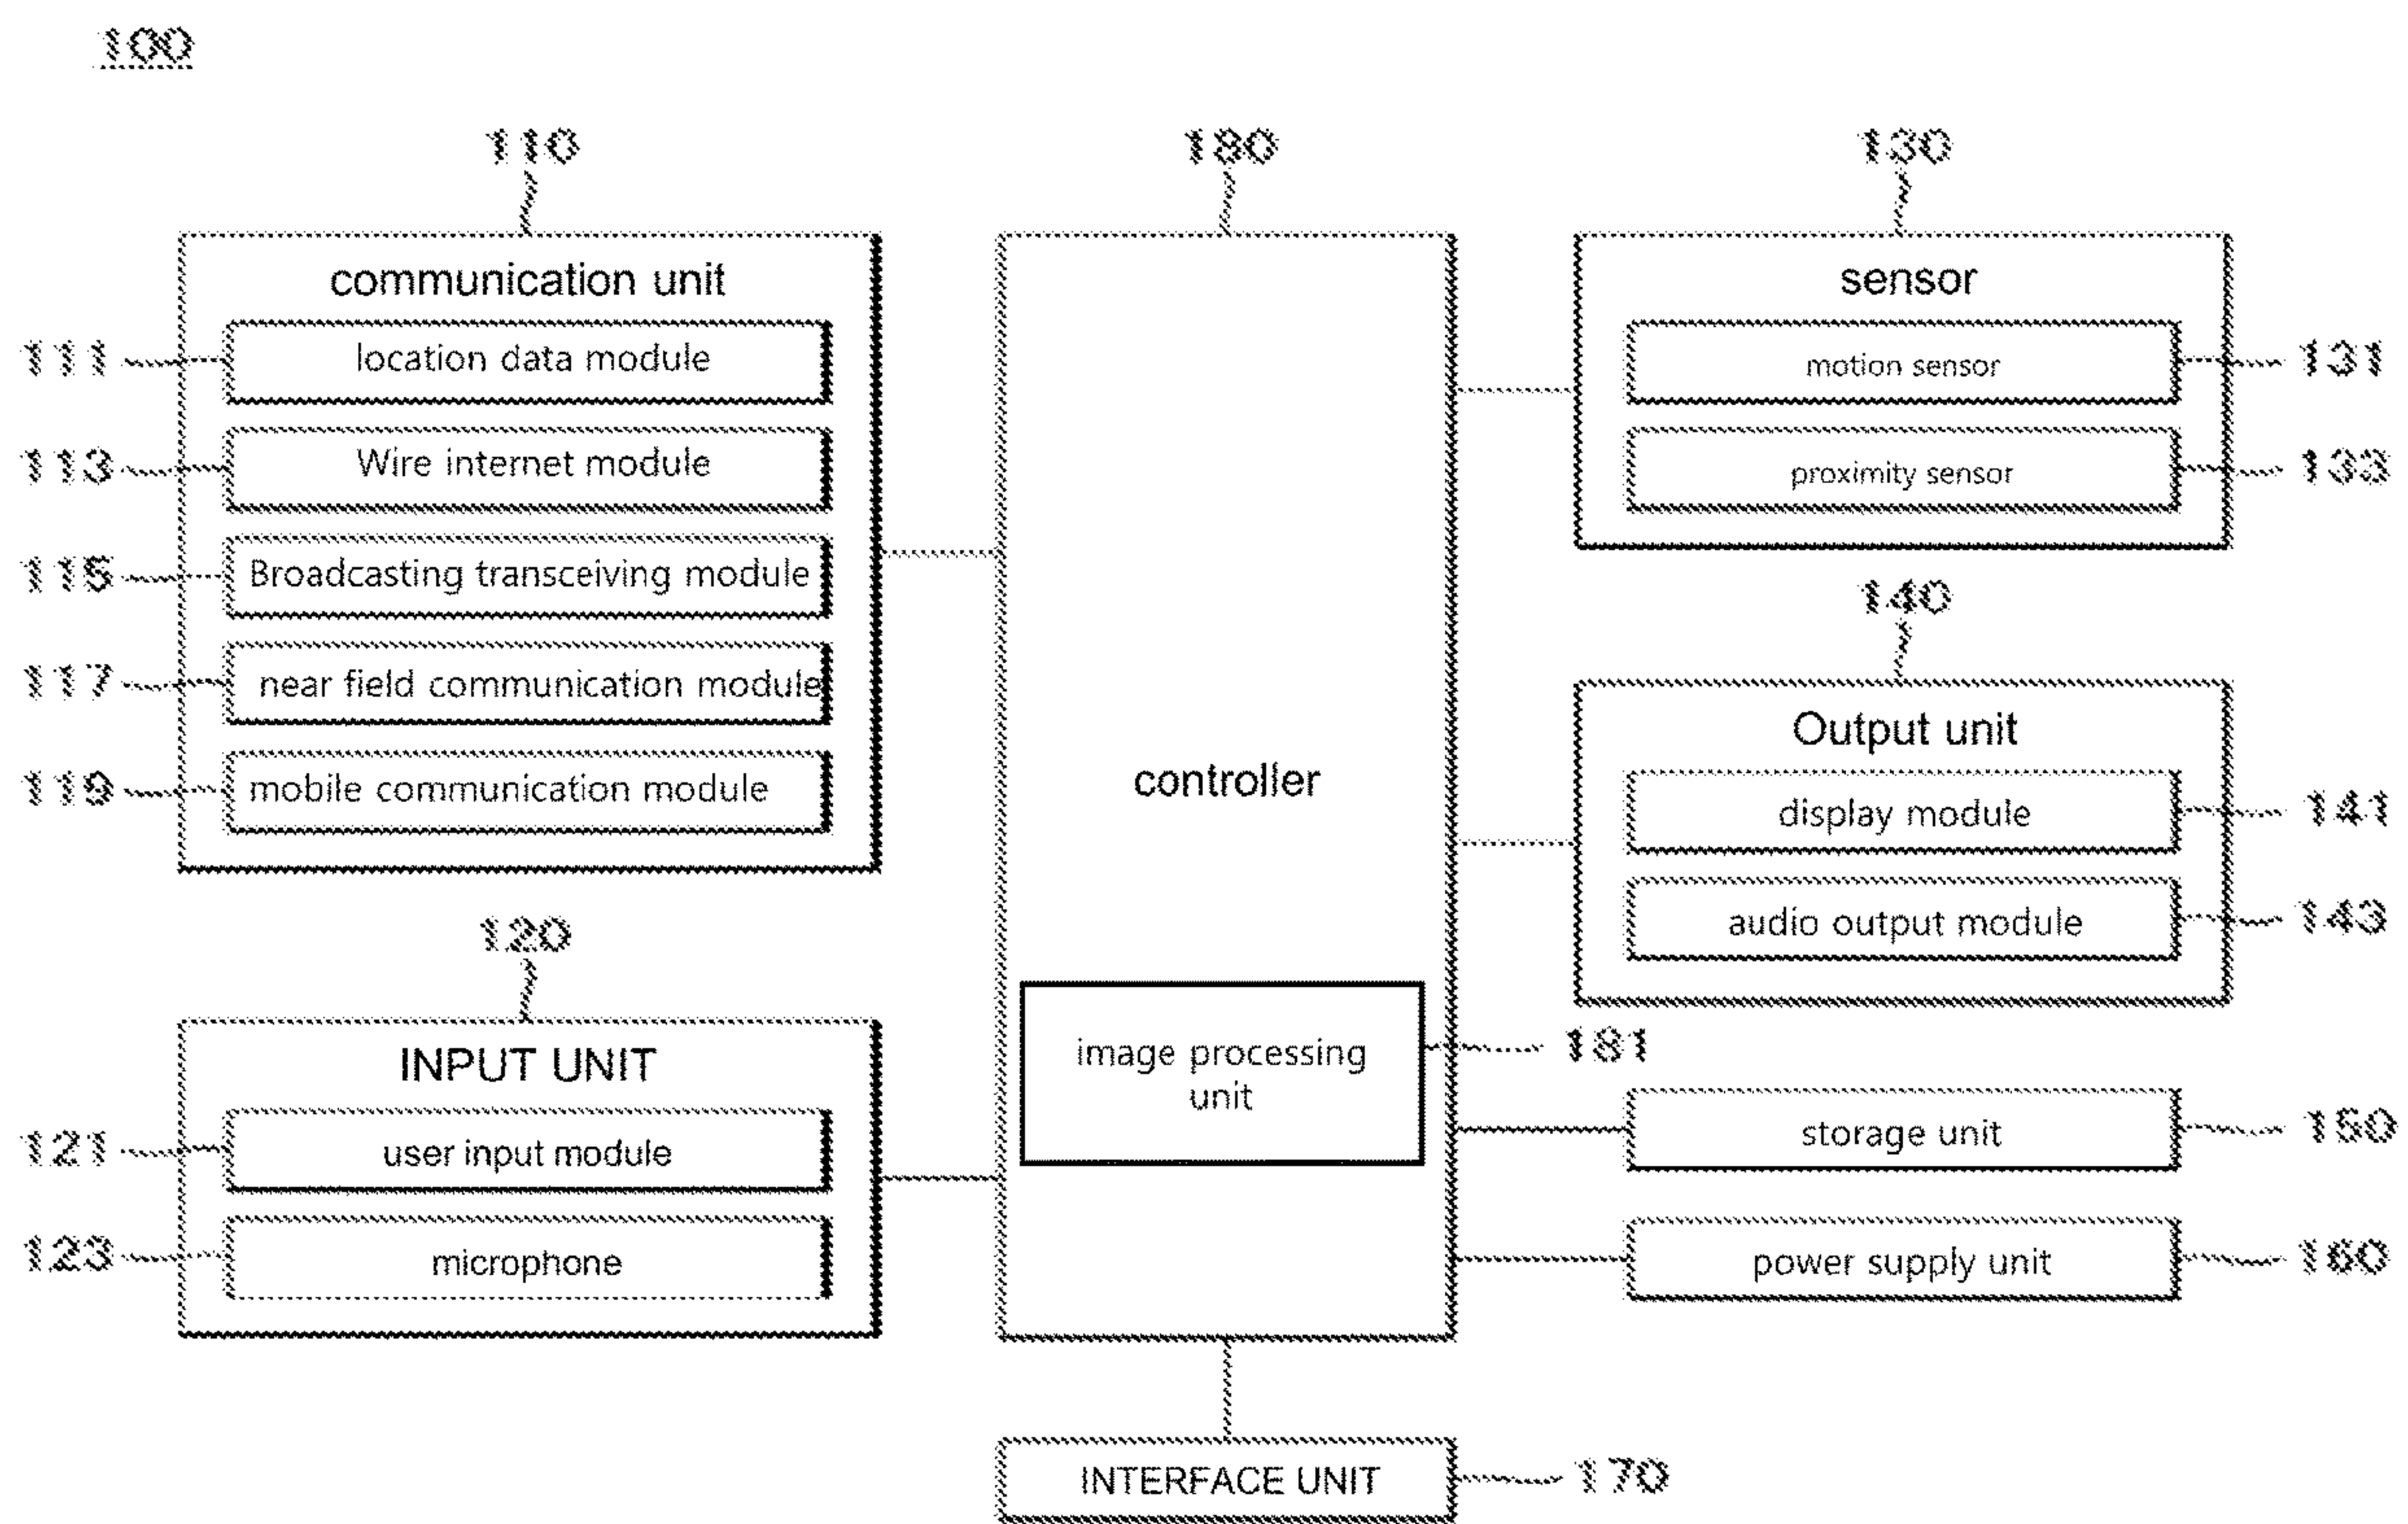 100
110
180
130
communication unit
sensor
111
location data module
motion sensor
131
113
Wire internet module
proximity sensor
133
115
Broadcasting transceiving module
140
117
near field communication module
Output unit
119
mobile communication module
controller
display module
141
audio output module
143
120
INPUT UNIT
image processing
unit
181
121
user input module
storage unit
150
123
microphone
power supply unit
160
INTERFACE UNIT
170